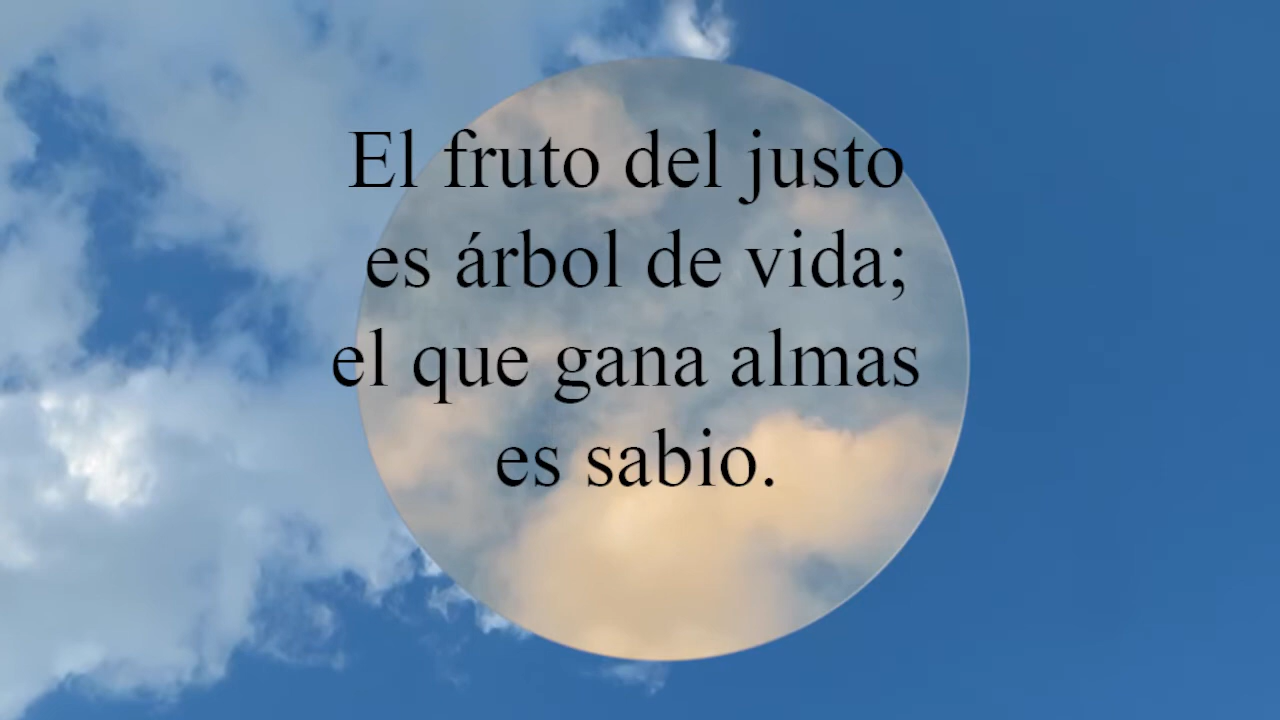 El fruto del justo
es árbol de vida;
el que gana almas
es sabio.